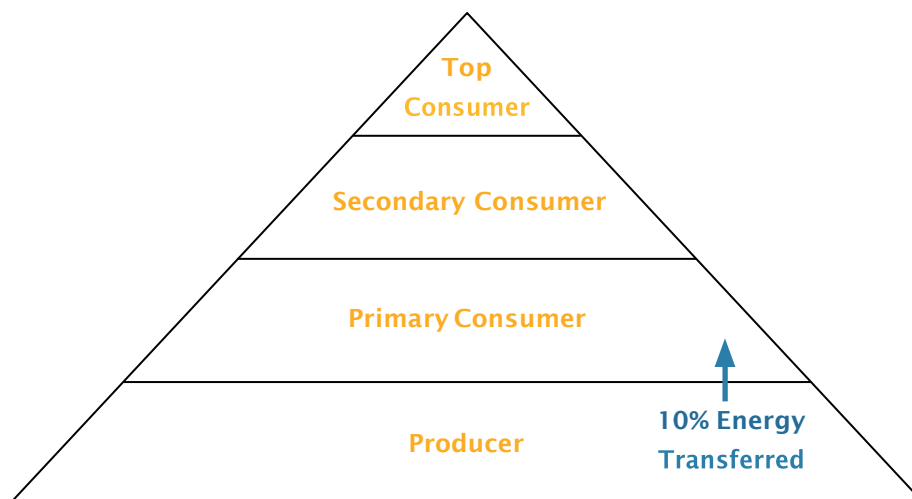 Top
Consumer
Secondary Consumer
Primary Consumer
10% Energy
Transferred
Producer